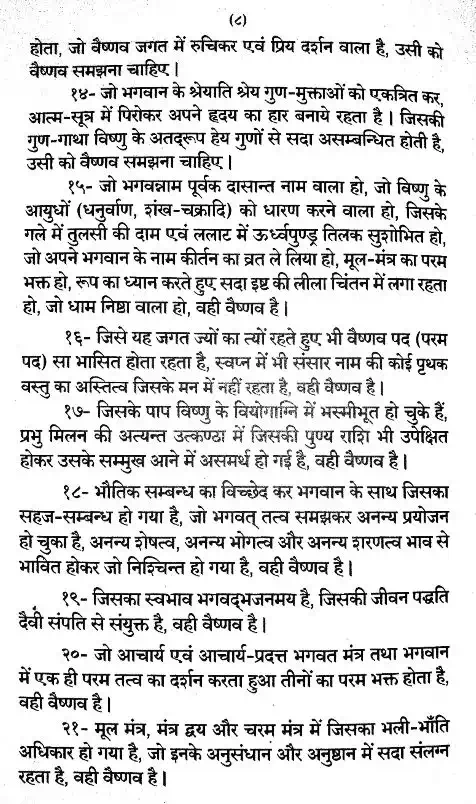 (८)
होता, जो वैष्णव जगत में रुचिकर एवं प्रिय दर्शन वाला है, उसी को
वैष्णव समझना चाहिए।
१४- जो भगवान के श्रेयाति श्रेय गुण-मुक्ताओं को एकत्रित कर,
आत्म-सूत्र में पिरोकर अपने हृदय का हार बनाये रहता है। जिसकी
गुण-गाथा विष्णु के अतद्‌रूप हेय गुणों से सदा असम्बन्धित होती है,
उसी को वैष्णव समझना चाहिए।
१५- जो भगवन्नाम पूर्वक दासान्त नाम वाला हो, जो विष्णु के
आयुधों (धनुर्वाण, शंख-चक्रादि) को धारण करने वाला हो, जिसके
गले में तुलसी की दाम एवं ललाट में ऊर्ध्वपुण्ड्र तिलक सुशोभित हो,
जो अपने भगवान के नाम कीर्तन का व्रत ले लिया हो, मूल-मंत्र का परम
भक्त हो, रूप का ध्यान करते हुए सदा इष्ट की लीला चिंतन में लगा रहता
हो, जो धाम निष्ठा वाला हो, वही वैष्णव है।
१६- जिसे यह जगत ज्यों का त्यों रहते हुए भी वैष्णव पद (परम
पद) सा भासित होता रहता है, स्वप्न में भी संसार नाम की कोई पृथक
वस्तु का अस्तित्व जिसके मन में नहीं रहता है, वही वैष्णव है।
१७- जिसके पाप विष्णु के वियोगाग्नि में भस्मीभूत हो चुके हैं,
प्रभु मिलन की अत्यन्त उत्कण्ठा में जिसकी पुण्य राशि भी उपेक्षित
होकर उसके सम्मुख आने में असमर्थ हो गई है, वही वैष्णव है।
१८- भौतिक सम्बन्ध का विच्छेद कर भगवान के साथ जिसका
सहज-सम्बन्ध हो गया है, जो भगवत् तत्व समझकर अनन्य प्रयोजन
हो चुका है, अनन्य शेषत्व, अनन्य भोगत्व और अनन्य शरणत्व भाव से
भावित होकर जो निश्चिन्त हो गया है, वही वैष्णव है।
१९- जिसका स्वभाव भगवद्‌भजनमय है, जिसकी जीवन पद्धति
दैवी संपति से संयुक्त है, वही वैष्णव है।
२०- जो आचार्य एवं आचार्य-प्रदत्त भगवत मंत्र तथा भगवान
में एक ही परम तत्व का दर्शन करता हुआ तीनों का परम भक्त होता है,
वही वैष्णव है।
२१- मूल मंत्र, मंत्र द्वय और चरम मंत्र में जिसका भली-भाँति
अधिकार हो गया है, जो इनके अनुसंधान और अनुष्ठान में सदा संलग्न
रहता है, वही वैष्णव है।